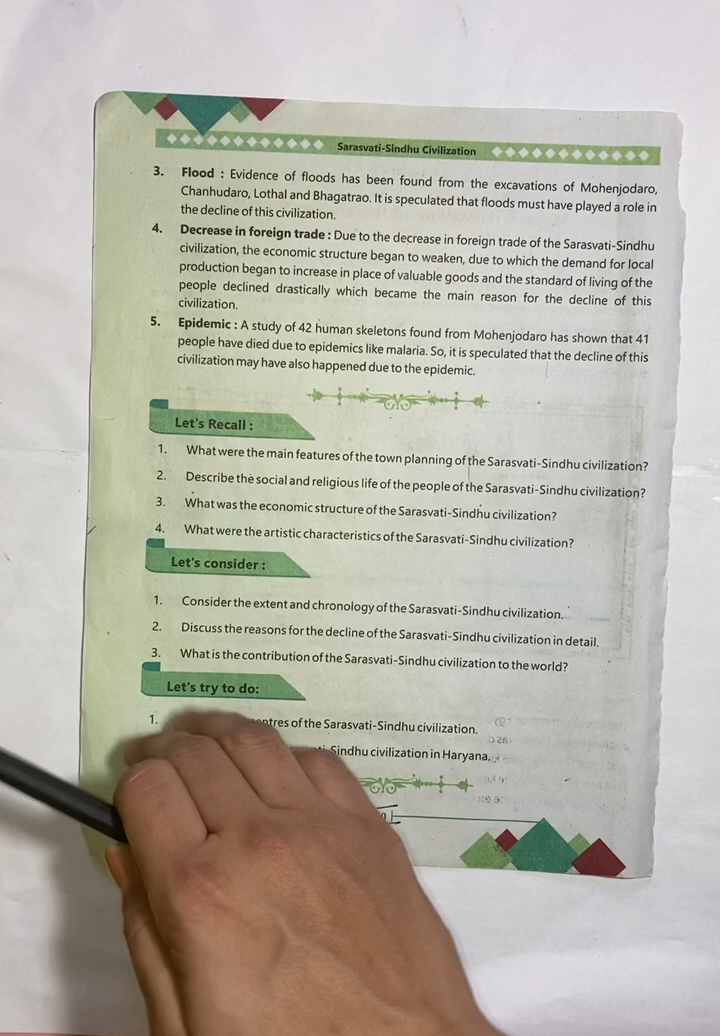 Sarasvati-Sindhu Civilization
3. Flood : Evidence of floods has been found from the excavations of Mohenjodaro,
Chanhudaro, Lothal and Bhagatrao. It is speculated that floods must have played a role in
the decline of this civilization.
4. Decrease in foreign trade : Due to the decrease in foreign trade of the Sarasvati-Sindhu
civilization, the economic structure began to weaken, due to which the demand for local
production began to increase in place of valuable goods and the standard of living of the
people declined drastically which became the main reason for the decline of this
civilization.
5. Epidemic : A study of 42 human skeletons found from Mohenjodaro has shown that 41
people have died due to epidemics like malaria. So, it is speculated that the decline of this
civilization may have also happened due to the epidemic.
Let's Recall :
1. What were the main features of the town planning of the Sarasvati-Sindhu civilization?
2. Describe the social and religious life of the people of the Sarasvati-Sindhu civilization?
3. What was the economic structure of the Sarasvati-Sindhu civilization?
4. What were the artistic characteristics of the Sarasvati-Sindhu civilization?
Let's consider :
1. Consider the extent and chronology of the Sarasvati-Sindhu civilization.
2. Discuss the reasons for the decline of the Sarasvati-Sindhu civilization in detail.
3. What is the contribution of the Sarasvati-Sindhu civilization to the world?
Let's try to do:
1. of the Sarasvati-Sindhu civilization.
Sindhu civilization in Haryana.